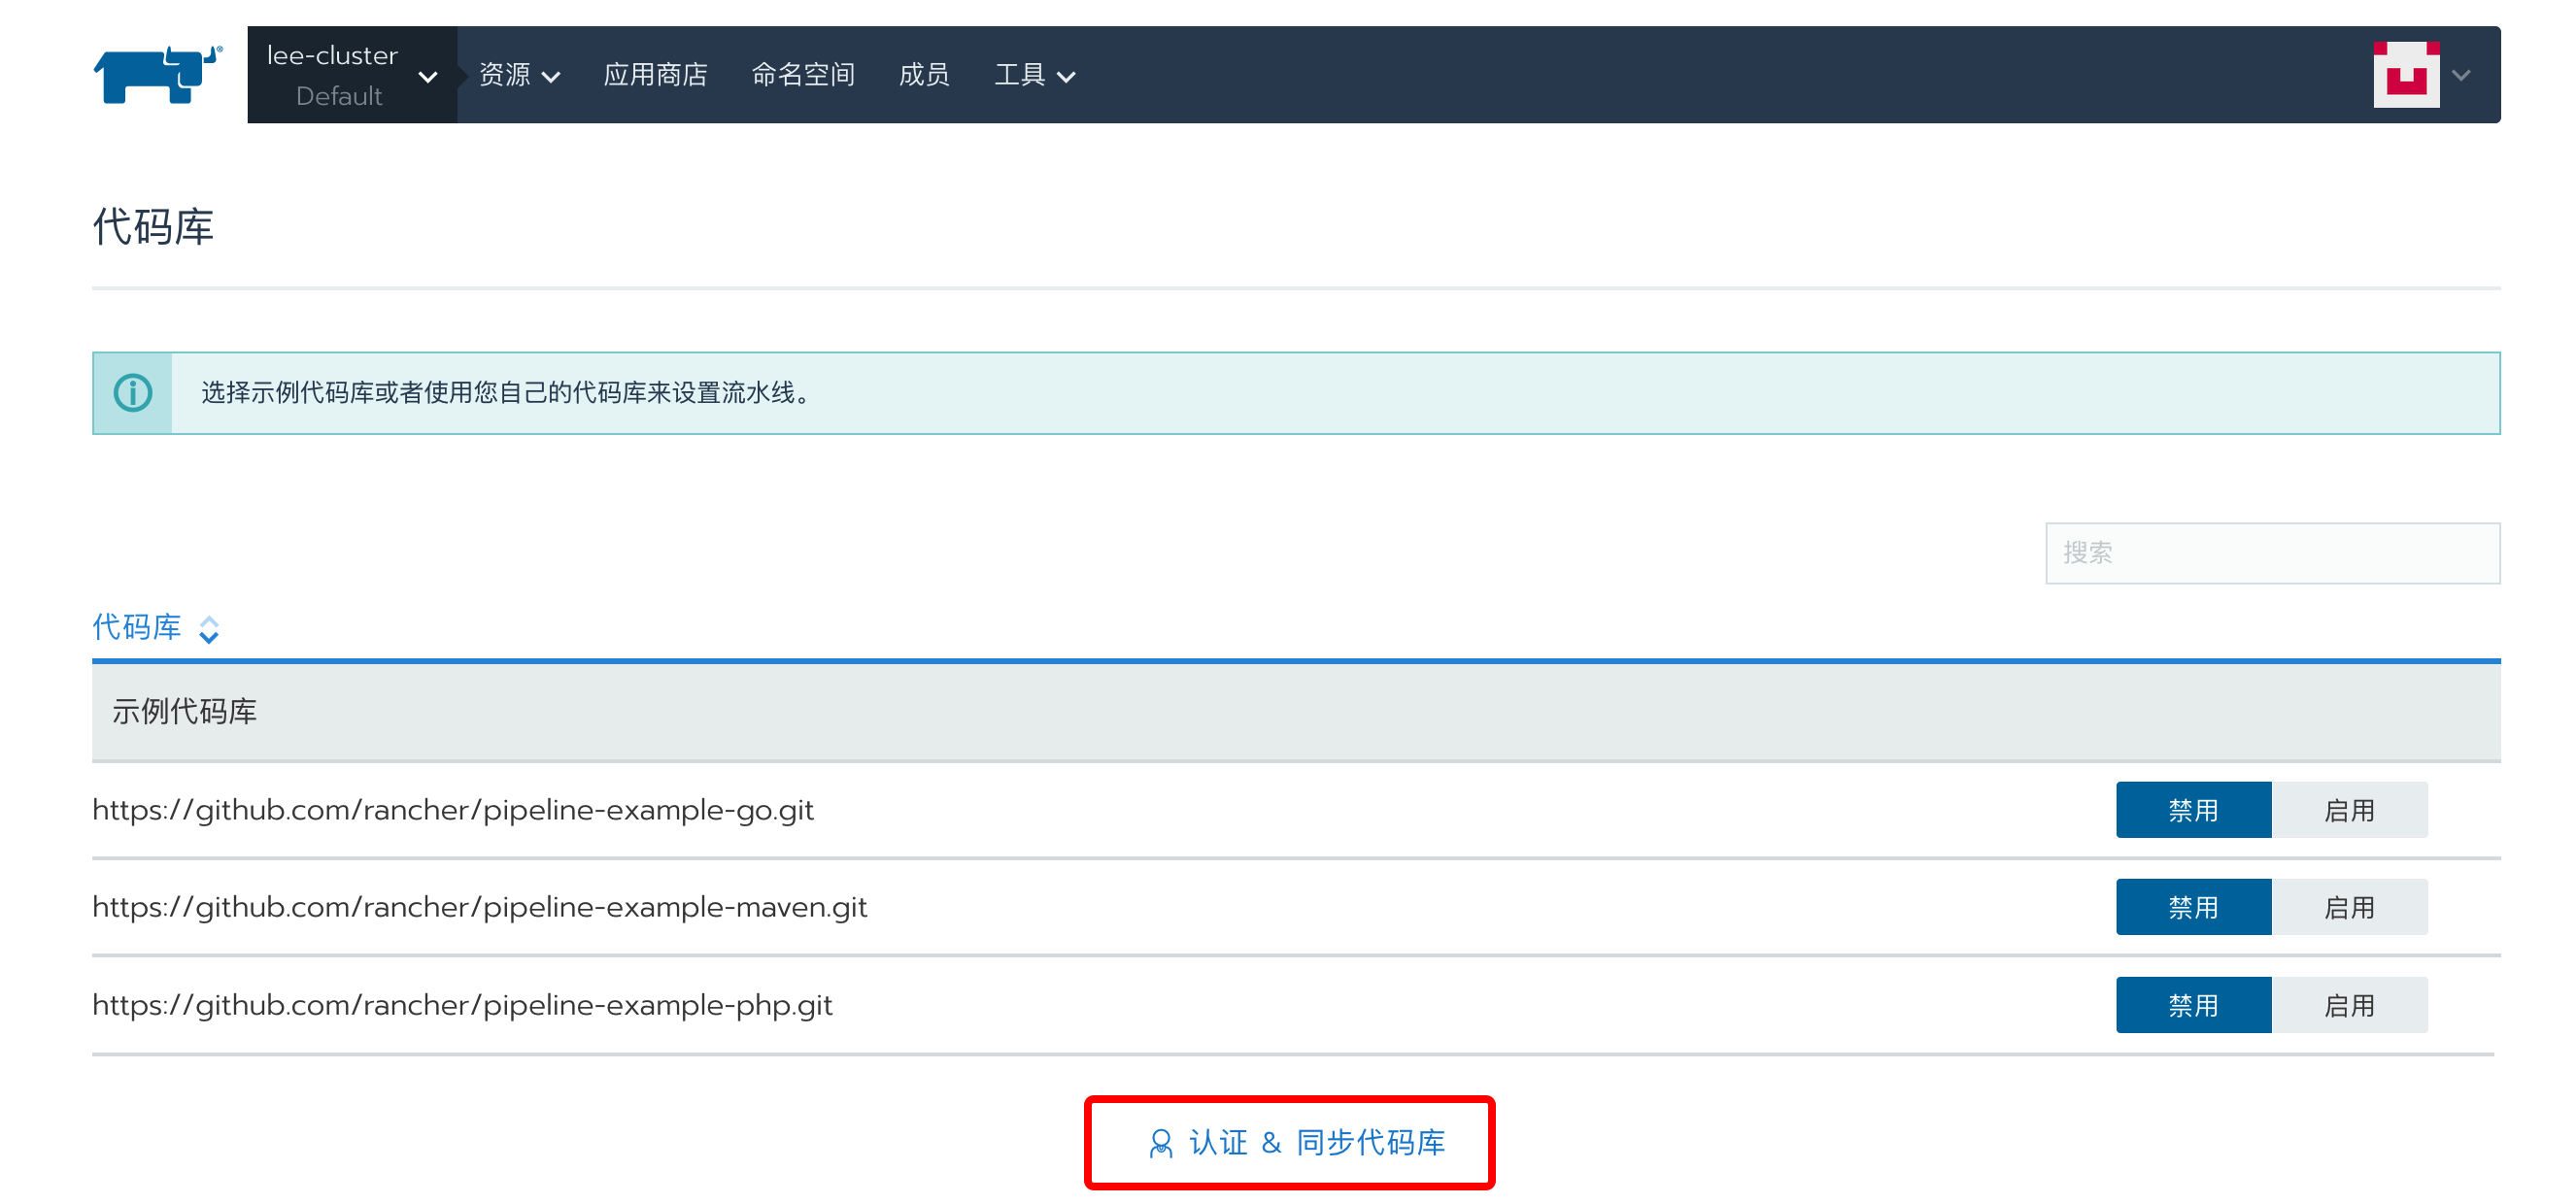 lee-cluster
Default
资源 应用商店 命名空间 成员 工具
代码库
选择示例代码库或者使用您自己的代码库来设置流水线。
搜索
代码库
示例代码库
https://github.com/rancher/pipeline-example-go.git 禁用 启用
https://github.com/rancher/pipeline-example-maven.git 禁用 启用
https://github.com/rancher/pipeline-example-php.git 禁用 启用
认证 & 同步代码库